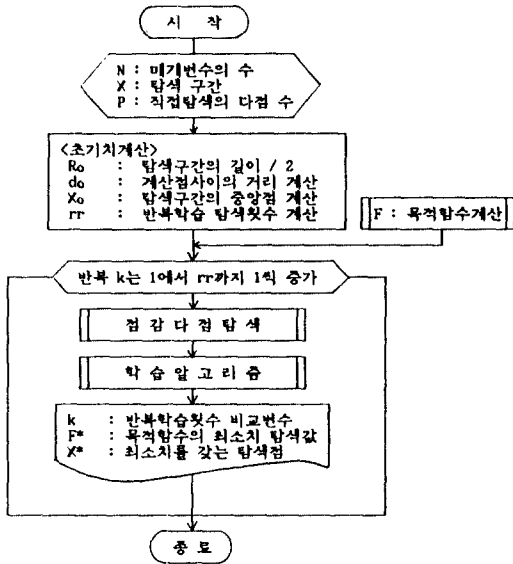 시 작
N : 매개변수의 수
X : 탐색 구간
P : 직접탐색의 다점 수
<초기치계산>
Ro : 탐색구간의 길이 / 2
do : 계산점사이의 거리 계산
Xo : 탐색구간의 중앙점 계산
rr : 반복학습 탐색횟수 계산
F : 목적함수계산
반복 k는 1에서 rr까지 1씩 증가
점 감 다 점 탐 색
학 습 알 고 리 즘
k : 반복학습횟수 비교변수
F* : 목적함수의 최소치 탐색값
X* : 최소치를 갖는 탐색점
종 료